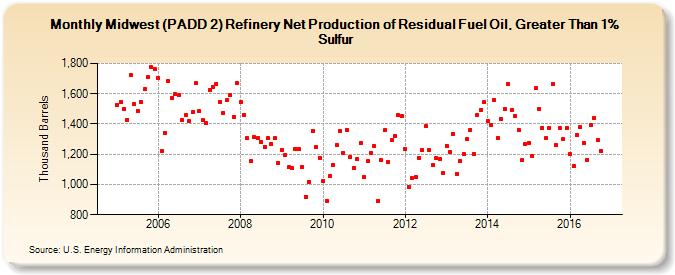 Monthly Midwest (PADD 2) Refinery Net Production of Residual Fuel Oil, Greater Than 1%
Sulfur
Thousand Barrels
1,800
1,600
1,400
1,200
1,000
800
2006 2008 2010 2012 2014 2016
Source: U.S. Energy Information Administration